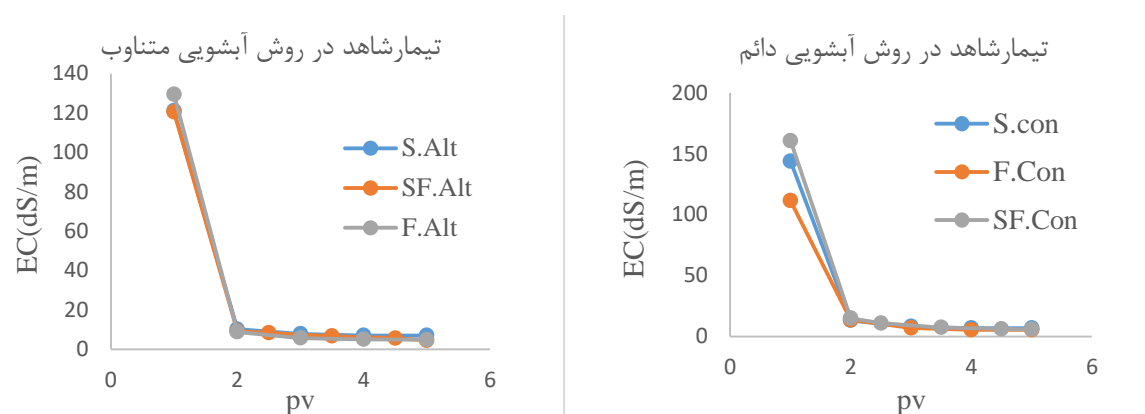 تیمارشاهد در روش آبشویی متناوب
140
120
100
80
60
40
20
0
EC(dS/m)
S.Alt
SF.Alt
F.Alt
0 2 4 6
pv
تیمارشاهد در روش آبشویی دائم
200
150
100
50
0
EC(dS/m)
S.con
F.Con
SF.Con
0 2 4 6
pv